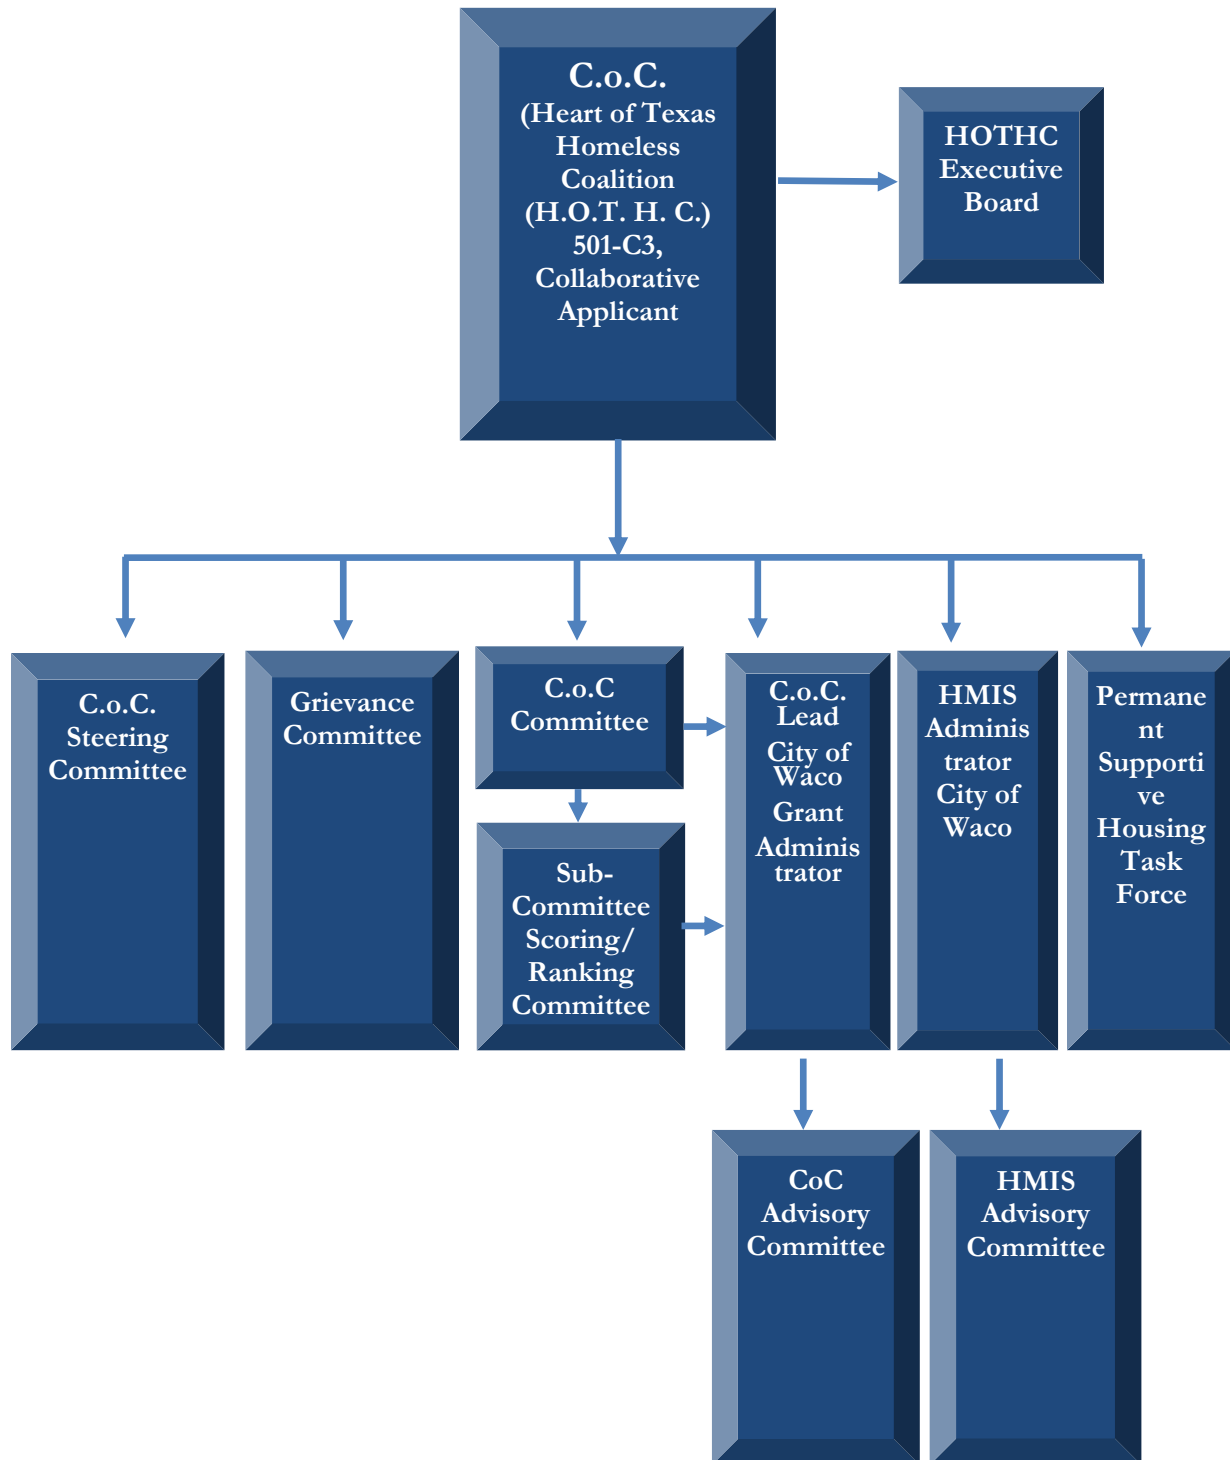 C.o.C.
(Heart of Texas
Homeless
Coalition
(H.O.T. H. C.)
501-C3,
Collaborative
Applicant
HOTHC
Executive
Board
C.o.C.
Steering
Committee
Grievance
Committee
C.o.C
Committee
Sub-
Committee
Scoring/
Ranking
Committee
C.o.C.
Lead
City of
Waco
Grant
Adminis
trator
HMIS
Adminis
trator
City of
Waco
Permane
nt
Supporti
ve
Housing
Task
Force
CoC
Advisory
Committee
HMIS
Advisory
Committee